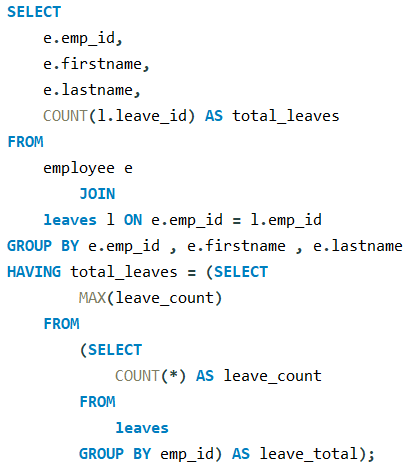 SELECT
    e.emp_id,
    e.firstname,
    e.lastname,
    COUNT(l.leave_id) AS total_leaves
FROM
    employee e
        JOIN
    leaves l ON e.emp_id = l.emp_id
GROUP BY e.emp_id , e.firstname , e.lastname
HAVING total_leaves = (SELECT
        MAX(leave_count)
    FROM
        (SELECT
            COUNT(*) AS leave_count
        FROM
            leaves
        GROUP BY emp_id) AS leave_total);